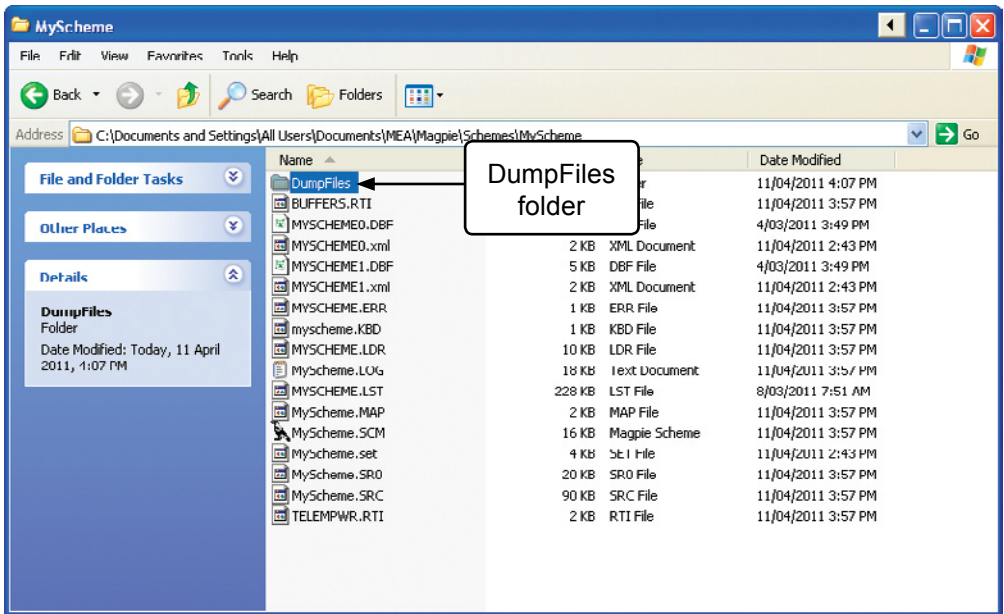 MyScheme
File Edit View Favorites Tools Help
Back Search Folders
Address C:\Documents and Settings\All Users\Documents\MEA\Magpie\Schemes\MyScheme Go
File and Folder Tasks
Other Places
Details
DumpFiles
Folder
Date Modified: Today, 11 April
2011, 4:07 PM
DumpFiles
folder
Name Date Modified
DumpFiles 11/04/2011 4:07 PM
BUFFERS.RTI 11/04/2011 3:57 PM
MYSCHEME0.DBF File 4/03/2011 3:49 PM
MYSCHEME0.xml 2 KB XML Document 11/04/2011 2:43 PM
MYSCHEME1.DBF 5 KB DBF File 4/03/2011 3:49 PM
MYSCHEME1.xml 2 KB XML Document 11/04/2011 2:43 PM
MYSCHEME.ERR 1 KB ERR File 11/04/2011 3:57 PM
myscheme.KBD 1 KB KBD File 11/04/2011 3:57 PM
MYSCHEME.LDR 10 KB LDR File 11/04/2011 3:57 PM
MyScheme.LOG 18 KB Text Document 11/04/2011 3:57 PM
MYSCHEME.LST 228 KB LST File 8/03/2011 7:51 AM
MyScheme.MAP 2 KB MAP File 11/04/2011 3:57 PM
MyScheme.SCM 16 KB Magpie Scheme 11/04/2011 3:57 PM
MyScheme.set 4 KB SET File 11/04/2011 2:43 PM
MyScheme.SR0 20 KB SR0 File 11/04/2011 3:57 PM
MyScheme.SRC 90 KB SRC File 11/04/2011 3:57 PM
TELEMPWR.RTI 2 KB RTI File 11/04/2011 3:57 PM